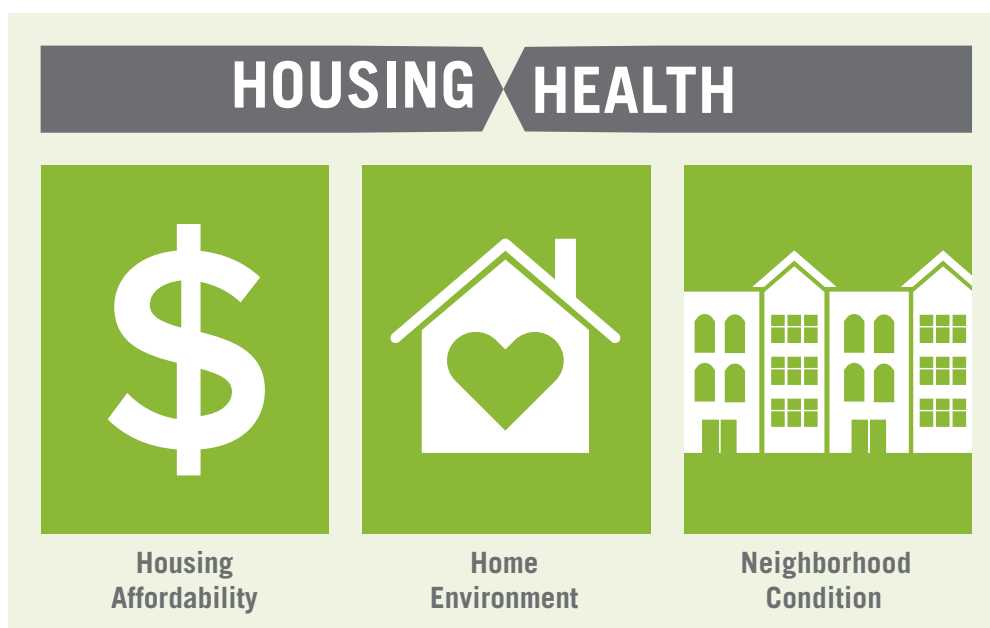 HOUSING HEALTH
$
Housing
Affordability
Home
Environment
Neighborhood
Condition